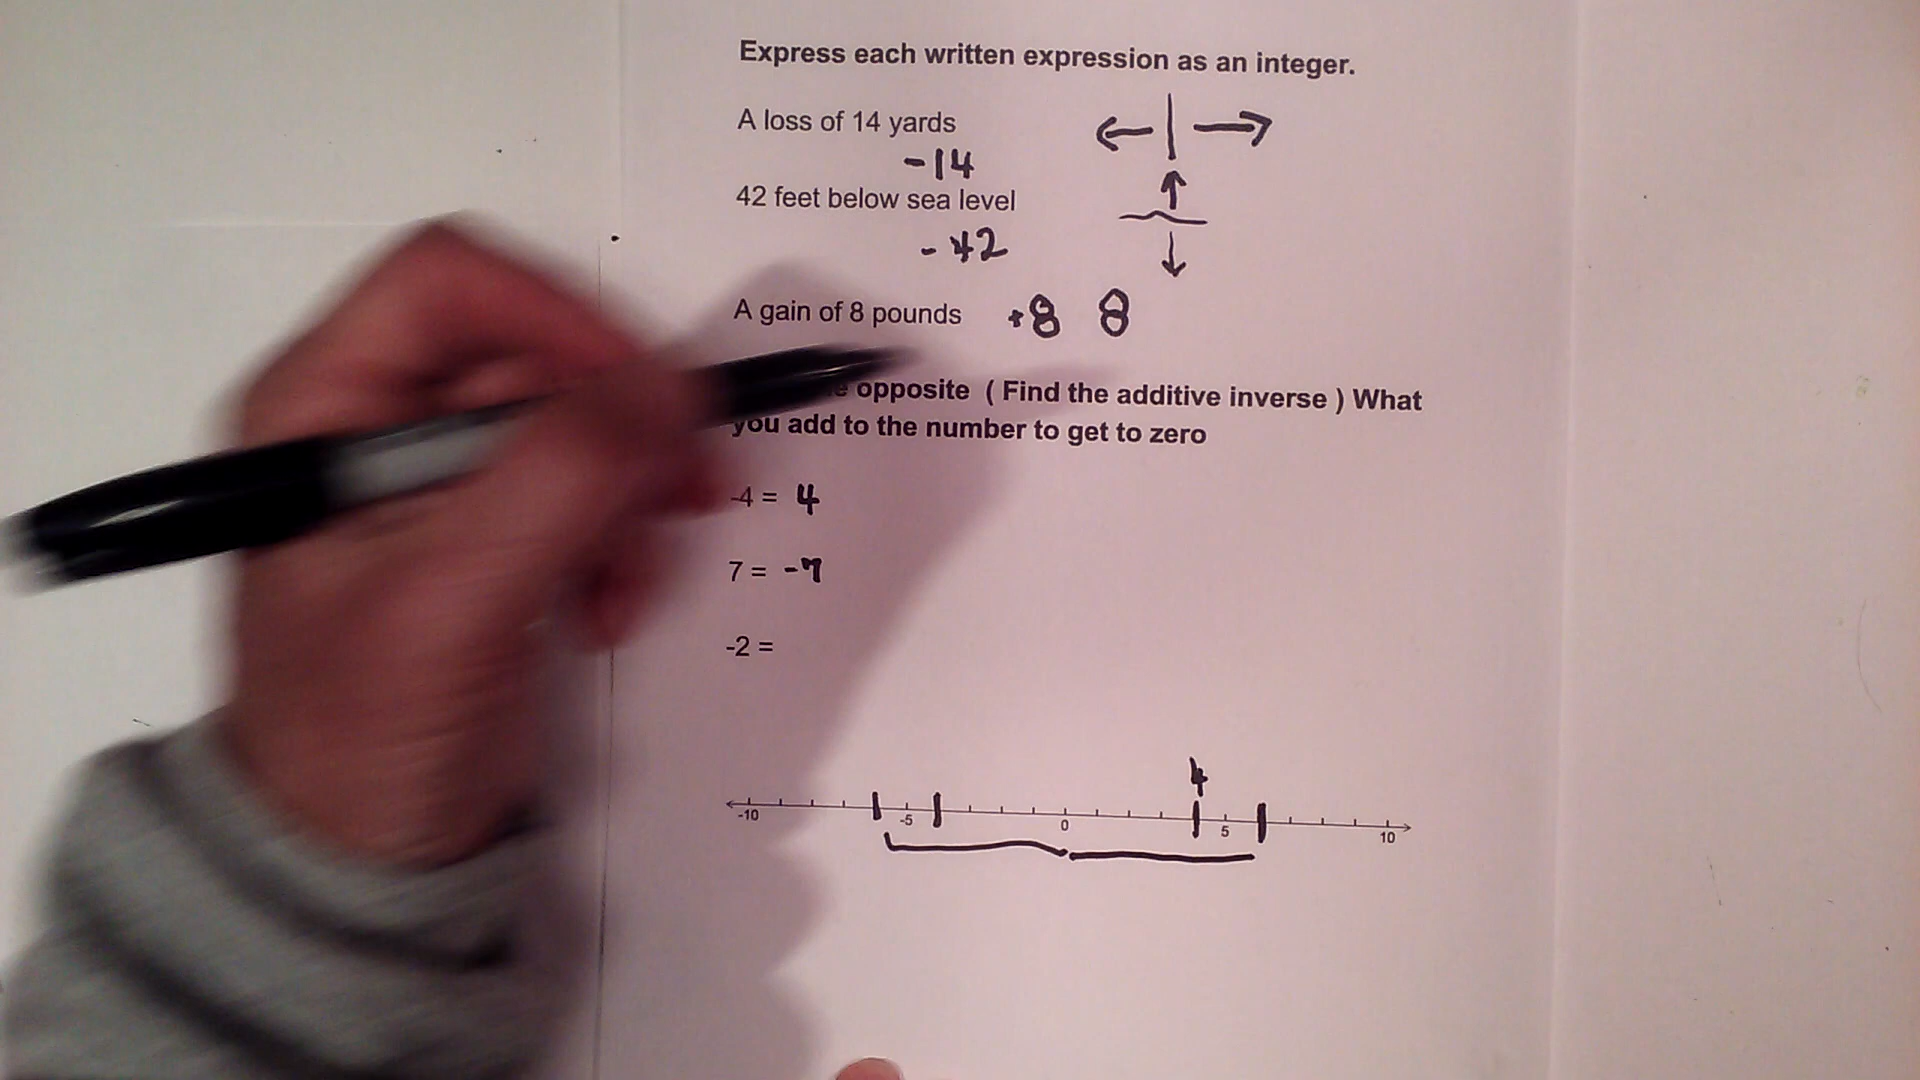 Express each written expression as an integer.
A loss of 14 yards
-14
42 feet below sea level
- 42
A gain of 8 pounds +8 8
opposite ( Find the additive inverse ) What
you add to the number to get to zero
-4 = 4
7 = -7
-2 =
4
-10 -5 0 5 10